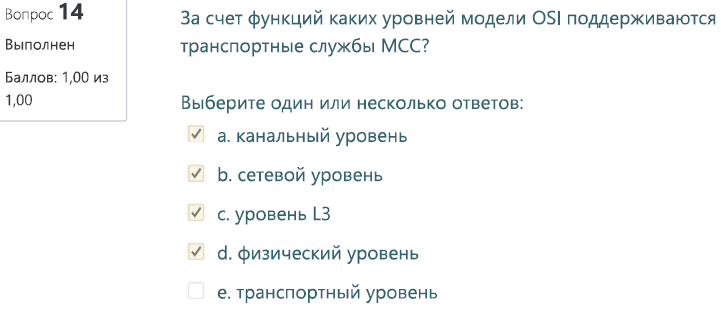 Вопрос 14
Выполнен
Баллов: 1,00 из
1,00
За счет функций каких уровней модели OSI поддерживаются
транспортные службы МСС?
Выберите один или несколько ответов:
a. канальный уровень
b. сетевой уровень
c. уровень L3
d. физический уровень
e. транспортный уровень